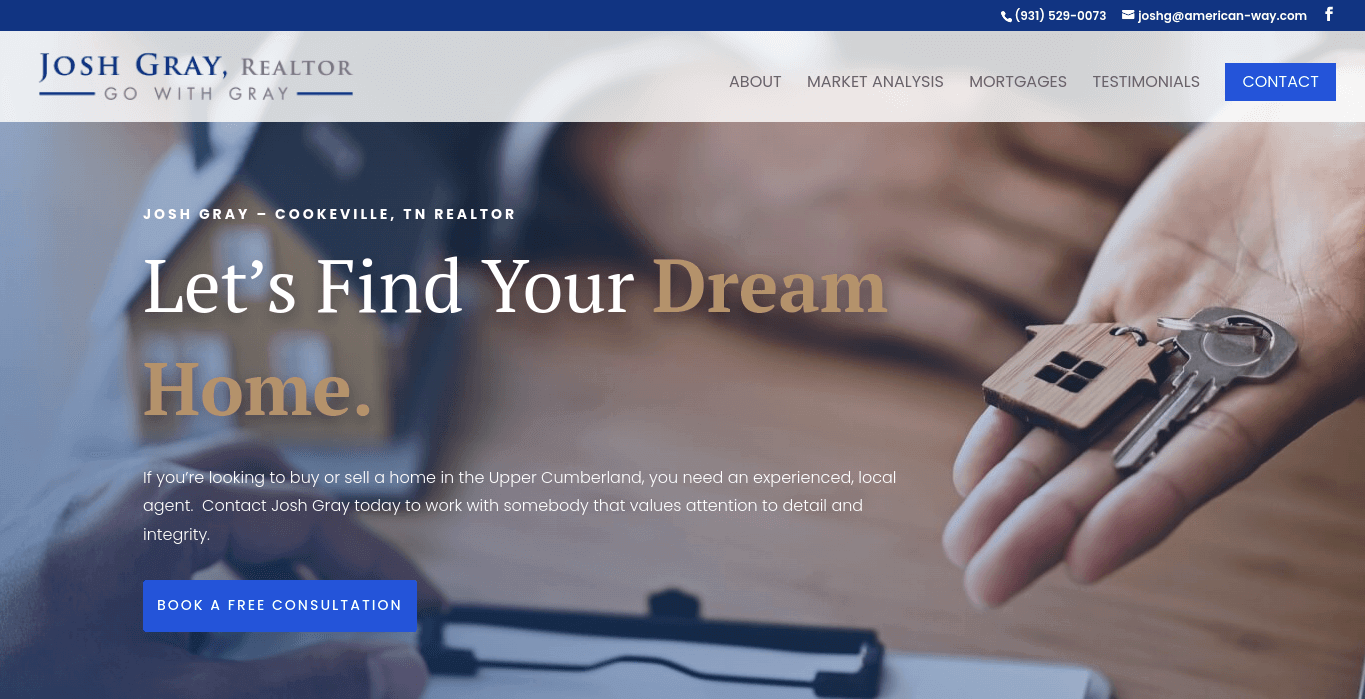 (931) 529-0073 joshg@american-way.com
JOSH GRAY, REALTOR
GO WITH GRAY
ABOUT MARKET ANALYSIS MORTGAGES TESTIMONIALS CONTACT
JOSH GRAY – COOKEVILLE, TN REALTOR
Let’s Find Your Dream
Home.
If you’re looking to buy or sell a home in the Upper Cumberland, you need an experienced, local
agent.  Contact Josh Gray today to work with somebody that values attention to detail and
integrity.
BOOK A FREE CONSULTATION